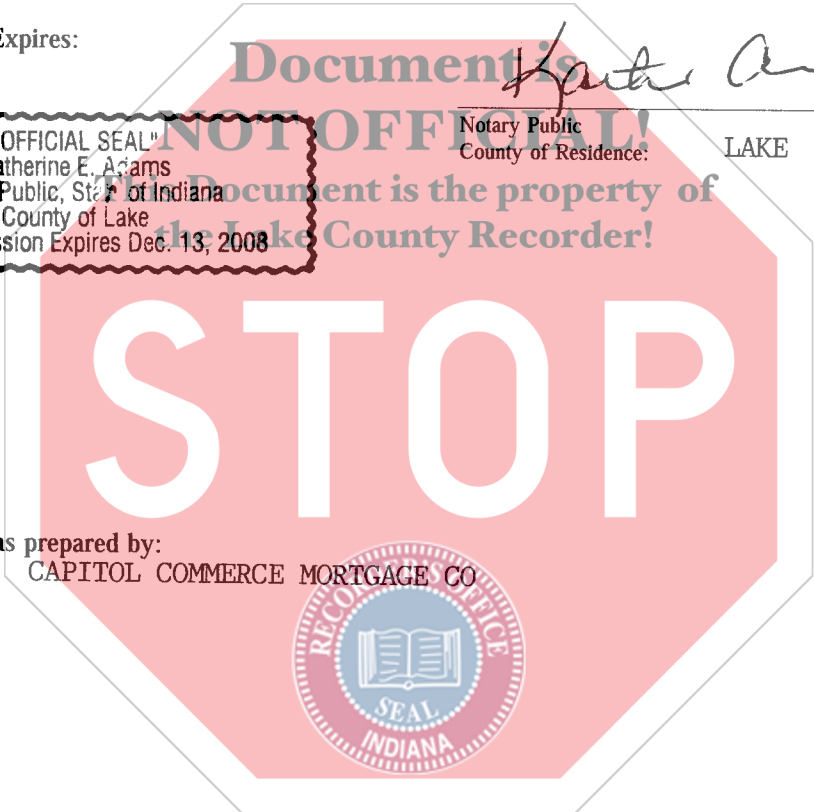 Expires:
Document is
NOT OFFICIAL!
This Document is the property of
the Lake County Recorder!
OFFICIAL SEAL"
atherine E. Adams
Public, State of Indiana
County of Lake
ssion Expires Dec. 13, 2008
Notary Public
County of Residence: LAKE
STOP
as prepared by:
CAPITOL COMMERCE MORTGAGE CO
RECORDER'S OFFICE
SEAL
INDIANA